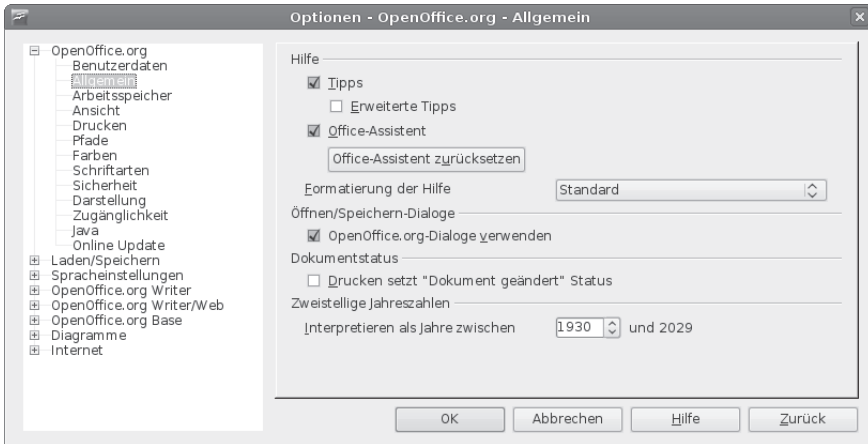 Optionen - OpenOffice.org - Allgemein
OpenOffice.org
Benutzerdaten
Allgemein
Arbeitsspeicher
Ansicht
Drucken
Pfade
Farben
Schriftarten
Sicherheit
Darstellung
Zugänglichkeit
Java
Online Update
Laden/Speichern
Spracheinstellungen
OpenOffice.org Writer
OpenOffice.org Writer/Web
OpenOffice.org Base
Diagramme
Internet
Hilfe
Tipps
Erweiterte Tipps
Office-Assistent
Office-Assistent zurücksetzen
Formatierung der Hilfe Standard
Öffnen/Speichern-Dialoge
OpenOffice.org-Dialoge verwenden
Dokumentstatus
Drucken setzt "Dokument geändert" Status
Zweistellige Jahreszahlen
Interpretieren als Jahre zwischen 1930 und 2029
OK Abbrechen Hilfe Zurück